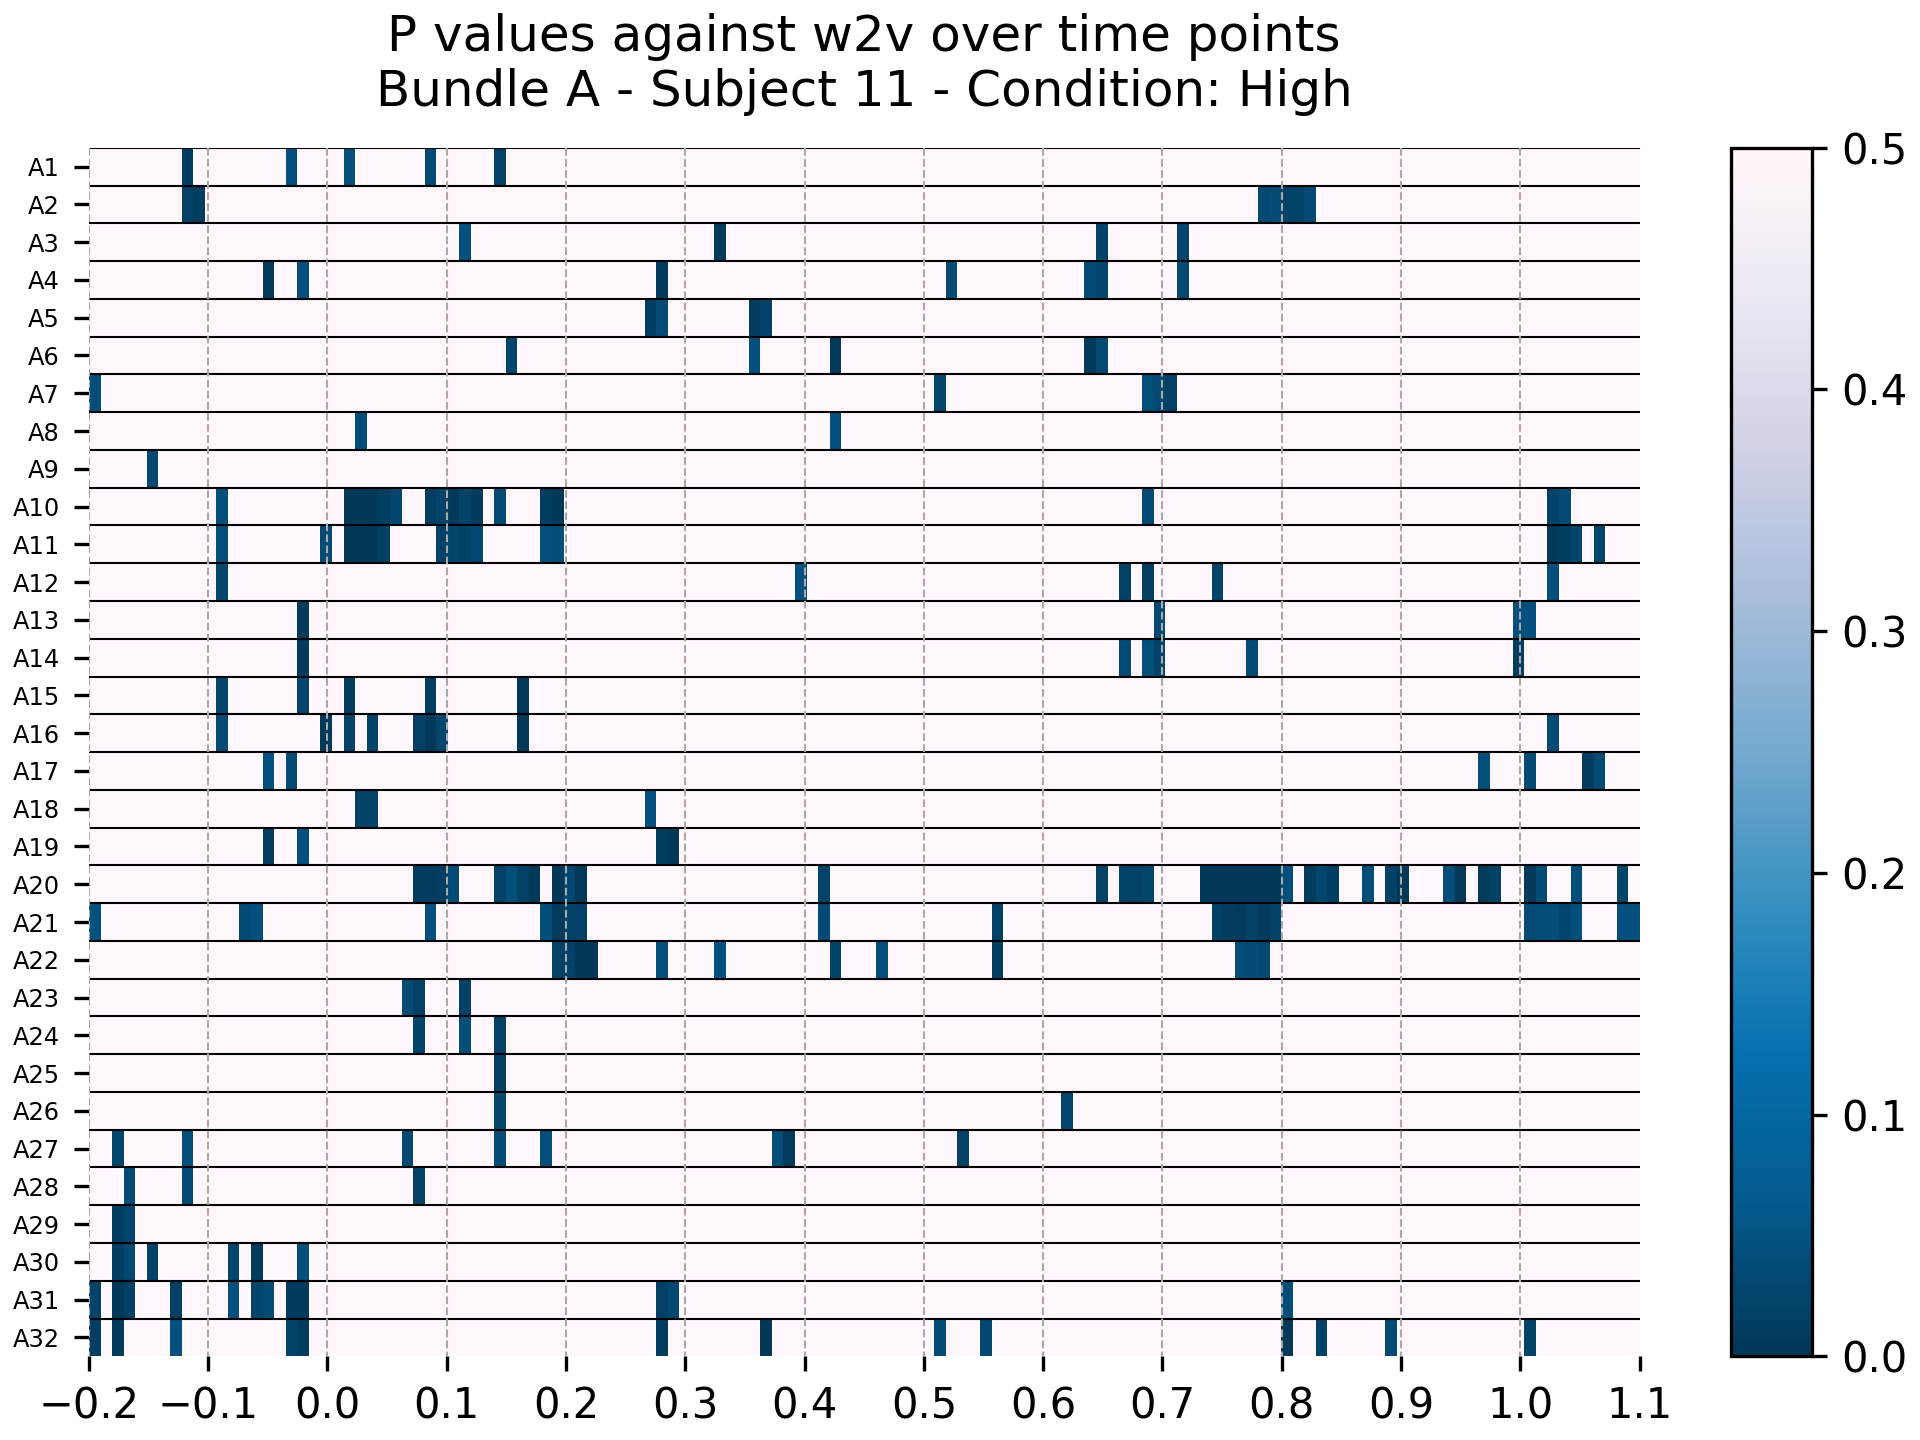 P values against w2v over time points
Bundle A - Subject 11 - Condition: High
A1
A2
A3
A4
A5
A6
A7
A8
A9
A10
A11
A12
A13
A14
A15
A16
A17
A18
A19
A20
A21
A22
A23
A24
A25
A26
A27
A28
A29
A30
A31
A32
−0.2 −0.1 0.0 0.1 0.2 0.3 0.4 0.5 0.6 0.7 0.8 0.9 1.0 1.1
0.5
0.4
0.3
0.2
0.1
0.0